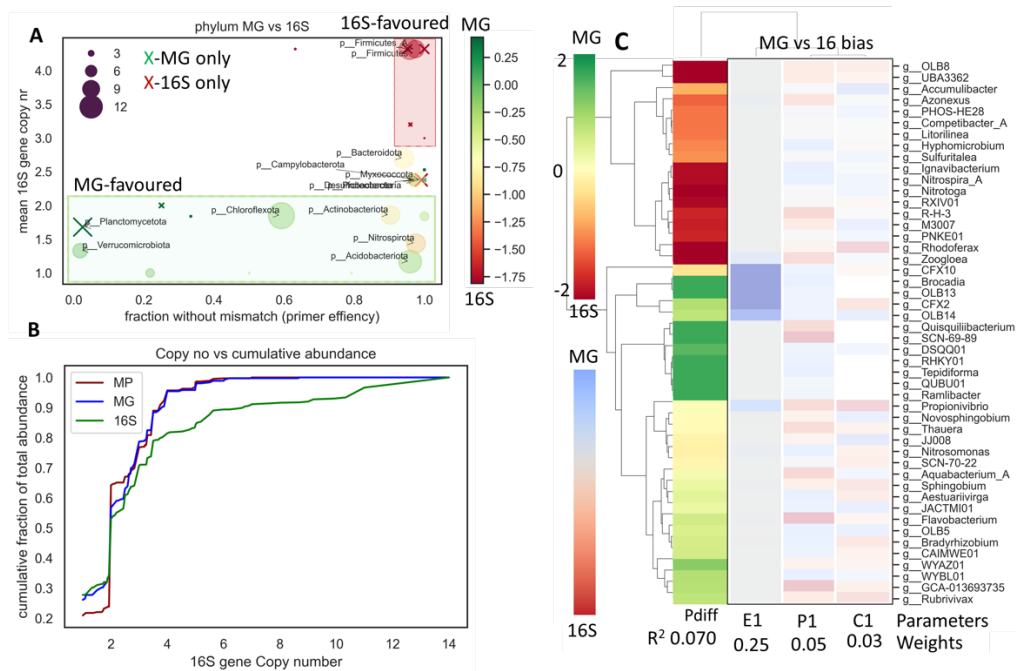 A
phylum MG vs 16S
16S-favoured
MG
3
6
9
12
X-MG only
X-16S only
p__Firmicutes_A
p__Firmicutes
p__Bacteroidota
p__Campylobacterota
p__Myxococcota
MG-favoured
p__Planctomycetota
p__Chloroflexota
p__Actinobacteriota
p__Verrucomicrobiota
p__Nitrospirota
p__Acidobacteriota
mean 16S gene copy nr
4.0
3.5
3.0
2.5
2.0
1.5
1.0
0.0
0.2
0.4
0.6
0.8
1.0
fraction without mismatch (primer effiency)
0.25
0.00
−0.25
−0.50
−0.75
−1.00
−1.25
−1.50
−1.75
16S
B
Copy no vs cumulative abundance
MP
MG
16S
cumulative fraction of total abundance
1.0
0.9
0.8
0.7
0.6
0.5
0.4
0.3
0.2
2
4
6
8
10
12
14
16S gene Copy number
C
MG vs 16 bias
MG
2
0
-2
16S
MG
16S
g__OLB8
g__UBA3362
g__Accumulibacter
g__Azonexus
g__PHOS-HE28
g__Competibacter_A
g__Litorilinea
g__Hyphomicrobium
g__Sulfuritalea
g__Ignavibacterium
g__Nitrospira_A
g__Nitrotoga
g__RXIV01
g__R-H-3
g__M3007
g__PNKE01
g__Rhodoferax
g__Zoogloea
g__CFX10
g__Brocadia
g__OLB13
g__CFX2
g__OLB14
g__Quisquiliibacterium
g__SCN-69-89
g__DSQQ01
g__RHKY01
g__Tepidiforma
g__QUBU01
g__Ramlibacter
g__Propionivibrio
g__Novosphingobium
g__Thauera
g__JJ008
g__Nitrosomonas
g__SCN-70-22
g__Aquabacterium_A
g__Sphingobium
g__Aestuariivirga
g__JACTMI01
g__Flavobacterium
g__OLB5
g__Bradyrhizobium
g__CAIMWE01
g__WYAZ01
g__WYBL01
g__GCA-013693735
g__Rubrivivax
Pdiff E1 P1 C1 Parameters
R² 0.070 0.25 0.05 0.03 Weights